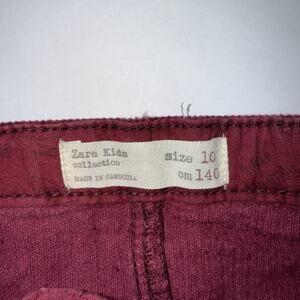 Zara Kids size 10
collection
MADE IN CAMBODIA cm 140